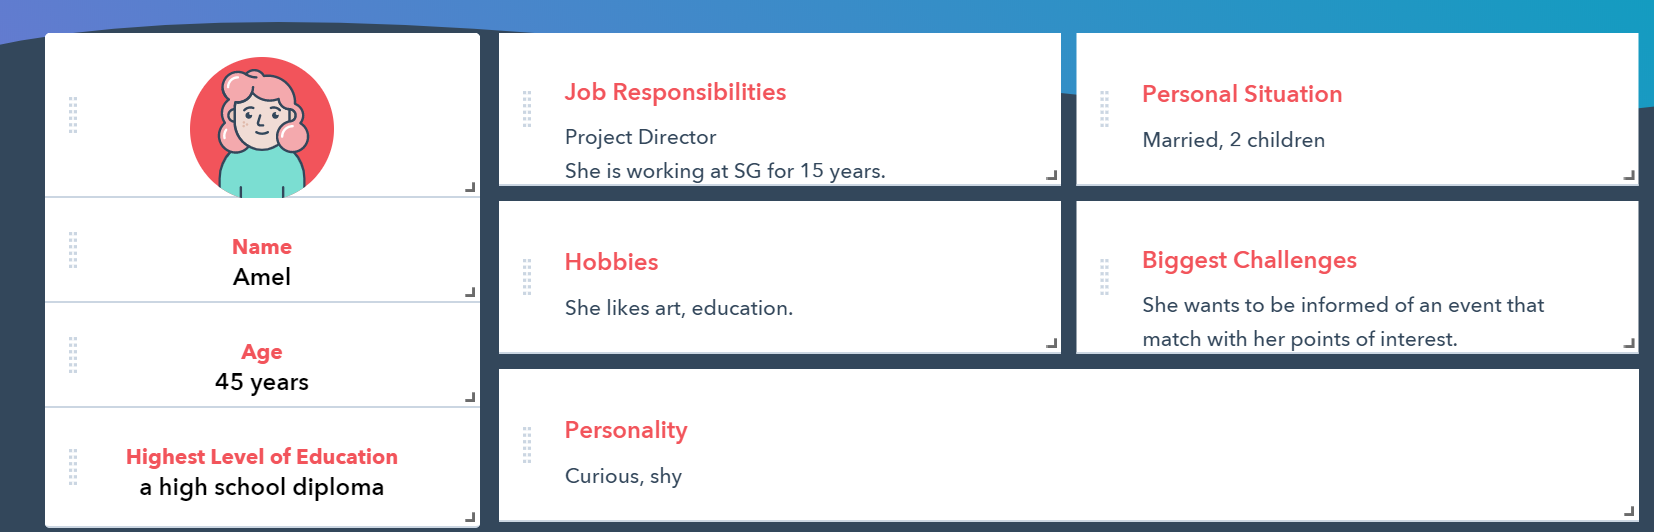 Name
Amel
Age
45 years
Highest Level of Education
a high school diploma
Job Responsibilities
Project Director
She is working at SG for 15 years.
Personal Situation
Married, 2 children
Hobbies
She likes art, education.
Biggest Challenges
She wants to be informed of an event that
match with her points of interest.
Personality
Curious, shy